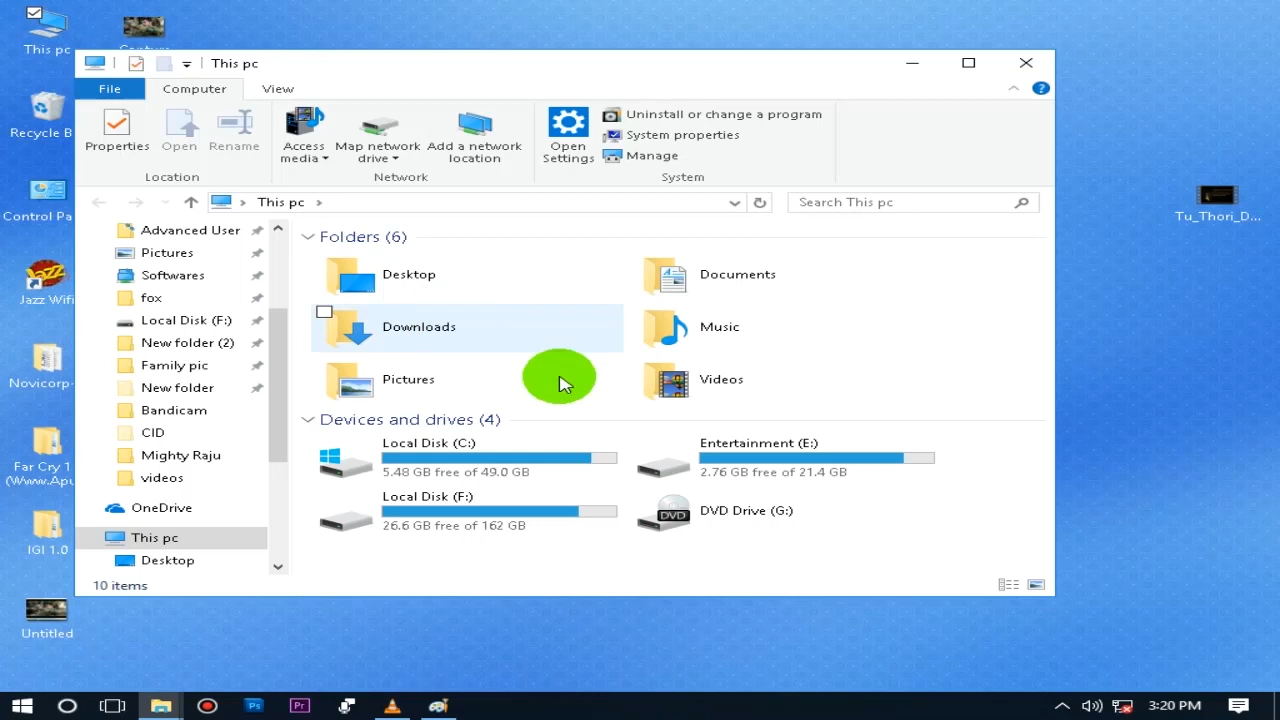 This pc
This pc
File
Computer
View
Properties
Open
Rename
Access media
Map network drive
Add a network location
Open Settings
Uninstall or change a program
System properties
Manage
Location
Network
System
This pc
Search This pc
Recycle B
Control Pa
Jazz Wifi
Novicorp
Far Cry 1
IGI 1.0
Untitled
Advanced User
Pictures
Softwares
fox
Local Disk (F:)
New folder (2)
Family pic
New folder
Bandicam
CID
Mighty Raju
videos
OneDrive
This pc
Desktop
Folders (6)
Desktop
Documents
Downloads
Music
Pictures
Videos
Devices and drives (4)
Local Disk (C:)
5.48 GB free of 49.0 GB
Entertainment (E:)
2.76 GB free of 21.4 GB
Local Disk (F:)
26.6 GB free of 162 GB
DVD Drive (G:)
DVD
10 items
Tu_Thori_D...
Ps
Pr
3:20 PM